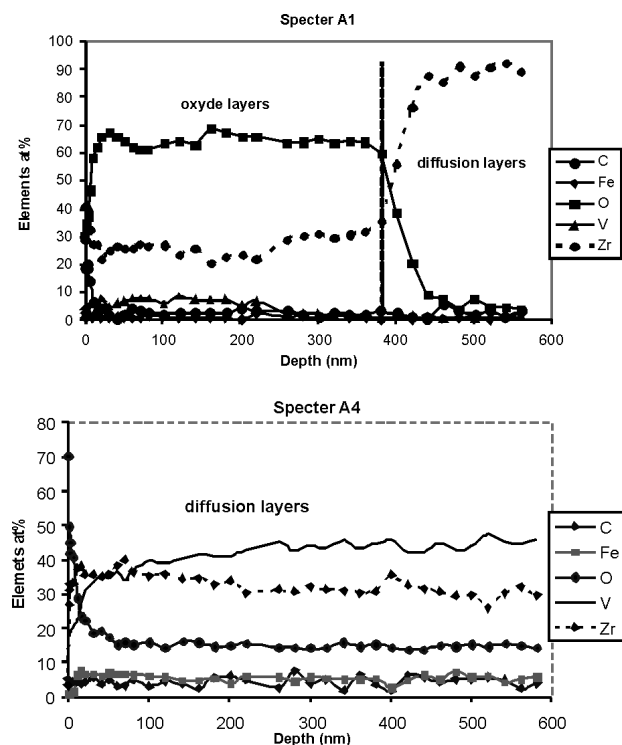 Specter A1
100
90
80
70
60
50
40
30
20
10
0
Elements at%
oxyde layers
diffusion layers
C
Fe
O
V
Zr
0 100 200 300 400 500 600
Depth (nm)
Specter A4
80
70
60
50
40
30
20
10
0
Elemets at%
diffusion layers
C
Fe
O
V
Zr
0 100 200 300 400 500 600
Depth (nm)